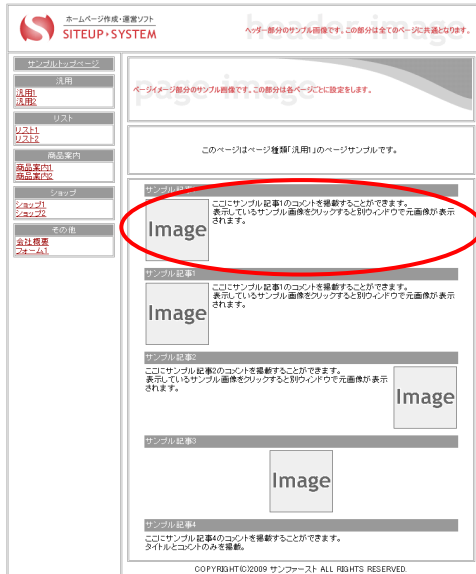 ホームページ作成・運営ソフト
SITEUP・SYSTEM
header-image
ヘッダー部分のサンプル画像です。この部分は全てのページに共通となります。
サンプルトップページ
汎用
汎用1
汎用2
リスト
リスト1
リスト2
商品案内
商品案内1
商品案内2
ショップ
ショップ1
ショップ2
その他
会社概要
フォーム1
page-image
ページイメージ部分のサンプル画像です。この部分は各ページごとに設定をします。
このページはページ種類「汎用1」のページサンプルです。
サンプル記事
Image
ここにサンプル記事1のコメントを掲載することができます。
表示しているサンプル画像をクリックすると別ウィンドウで元画像が表示
されます。
サンプル記事1
Image
ここにサンプル記事1のコメントを掲載することができます。
表示しているサンプル画像をクリックすると別ウィンドウで元画像が表示
されます。
サンプル記事2
ここにサンプル記事2のコメントを掲載することができます。
表示しているサンプル画像をクリックすると別ウィンドウで元画像が表示
されます。
Image
サンプル記事3
Image
サンプル記事4
ここにサンプル記事4のコメントを掲載することができます。
タイトルとコメントのみを掲載。
COPYRIGHT(C)2009 サンファースト ALL RIGHTS RESERVED.